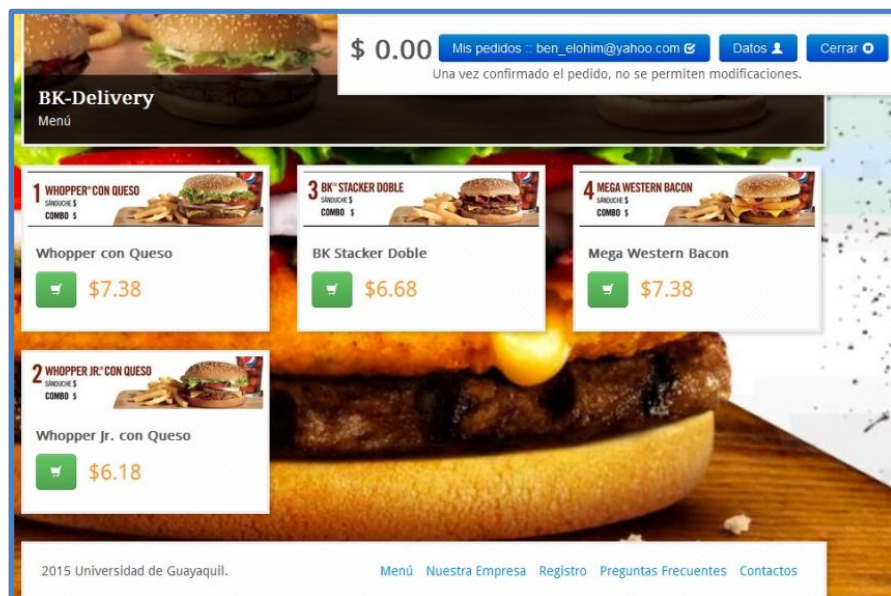 $ 0.00 Mis pedidos :: ben_elohim@yahoo.com Datos Cerrar
Una vez confirmado el pedido, no se permiten modificaciones.
BK-Delivery
Menú
1 WHOPPER® CON QUESO
SÁNDUCHE $
COMBO $
Whopper con Queso
$7.38
3 BK™ STACKER DOBLE
SÁNDUCHE $
COMBO $
BK Stacker Doble
$6.68
4 MEGA WESTERN BACON
SÁNDUCHE $
COMBO $
Mega Western Bacon
$7.38
2 WHOPPER JR.® CON QUESO
SÁNDUCHE $
COMBO $
Whopper Jr. con Queso
$6.18
2015 Universidad de Guayaquil.
Menú Nuestra Empresa Registro Preguntas Frecuentes Contactos